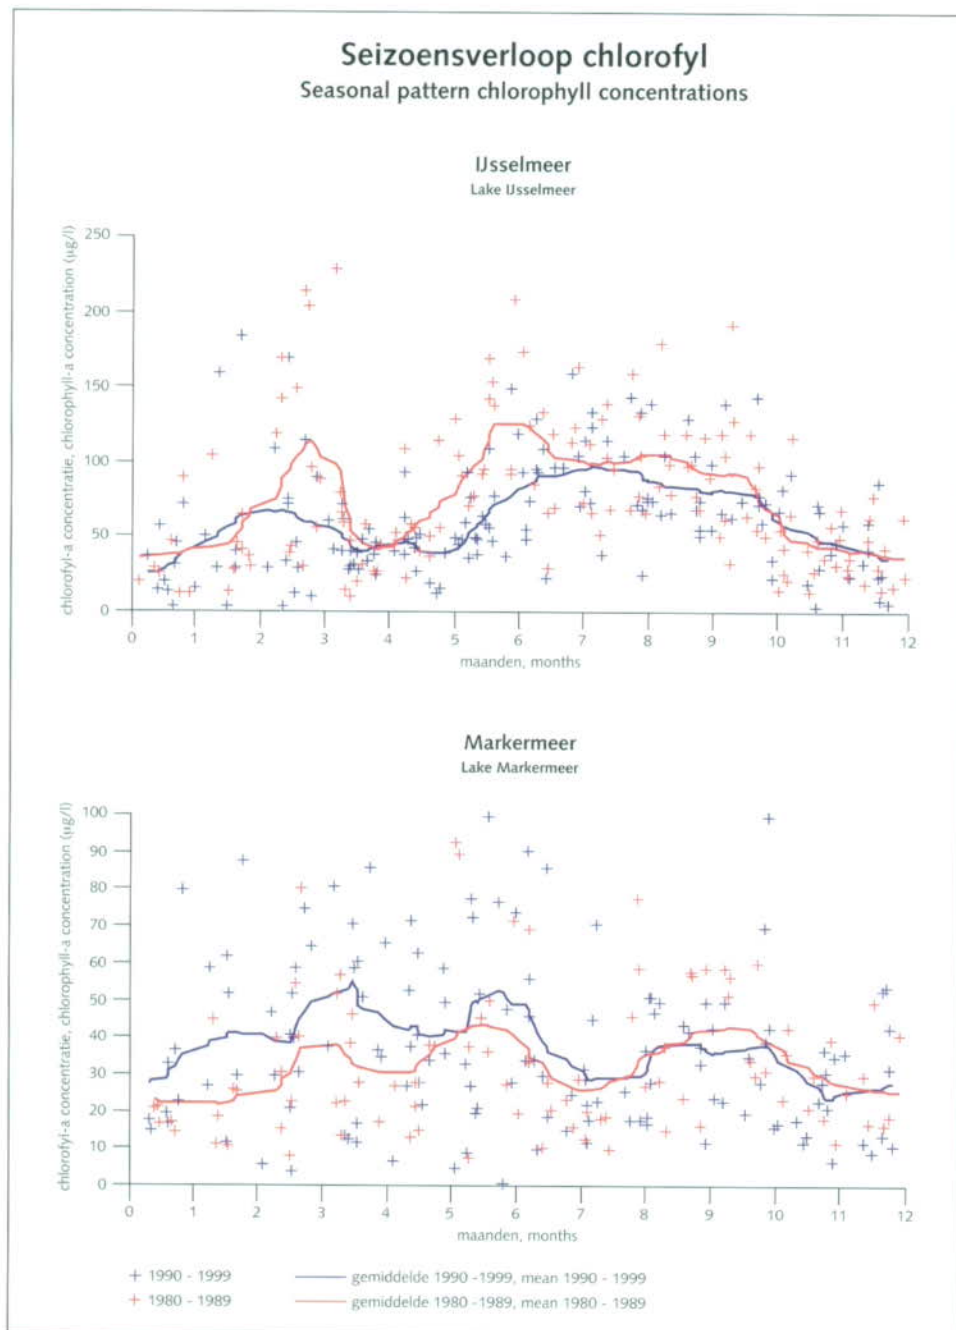 Seizoensverloop chlorofyl
Seasonal pattern chlorophyll concentrations
IJsselmeer
Lake IJsselmeer
chlorofyl-a concentratie, chlorophyll-a concentration (µg/l)
250
200
150
100
50
0
0 1 2 3 4 5 6 7 8 9 10 11 12
maanden, months
Markermeer
Lake Markermeer
chlorofyl-a concentratie, chlorophyll-a concentration (µg/l)
100
90
80
70
60
50
40
30
20
10
0
0 1 2 3 4 5 6 7 8 9 10 11 12
maanden, months
+ 1990 - 1999 gemiddelde 1990 -1999, mean 1990 - 1999
+ 1980 - 1989 gemiddelde 1980 -1989, mean 1980 - 1989